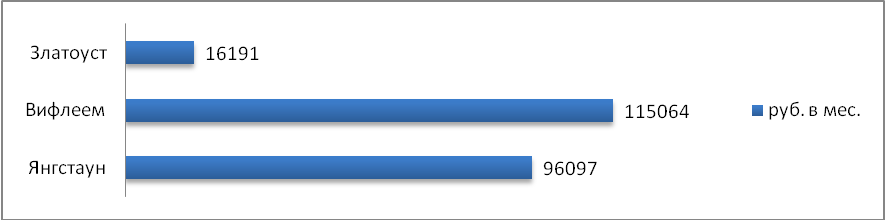 Златоуст 16191
Вифлеем 115064
руб. в мес.
Янгстаун 96097